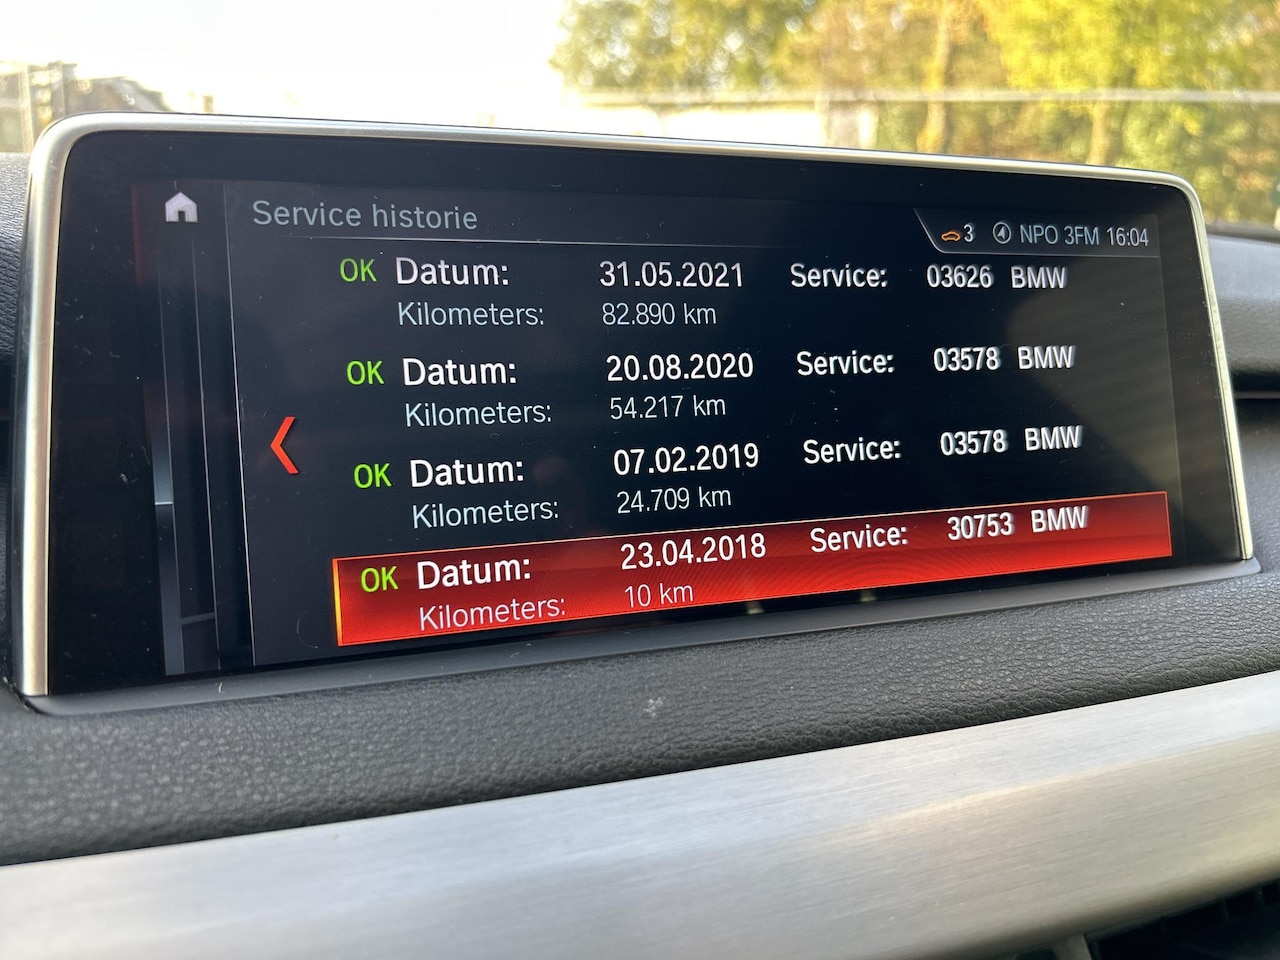 Service historie
3 NPO 3FM 16:04
OK Datum: 31.05.2021 Service: 03626 BMW
Kilometers: 82.890 km
OK Datum: 20.08.2020 Service: 03578 BMW
Kilometers: 54.217 km
OK Datum: 07.02.2019 Service: 03578 BMW
Kilometers: 24.709 km
OK Datum: 23.04.2018 Service: 30753 BMW
Kilometers: 10 km